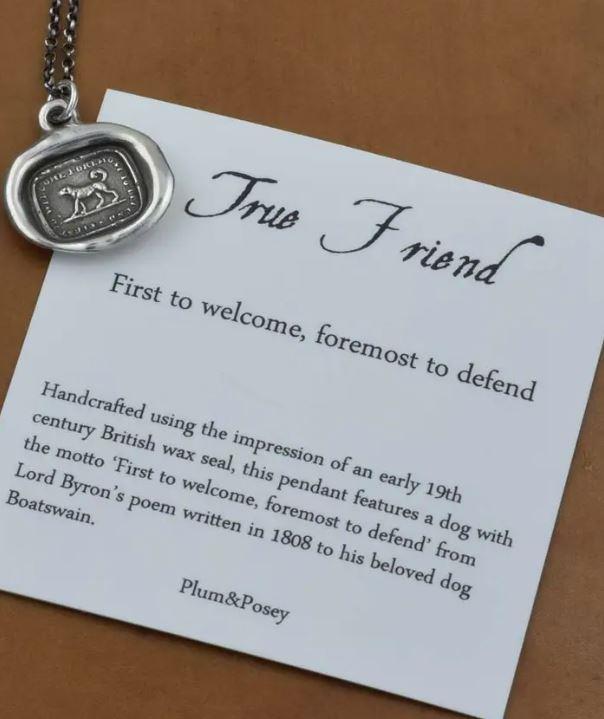 True Friend
First to welcome, foremost to defend
Handcrafted using the impression of an early 19th
century British wax seal, this pendant features a dog with
the motto ‘First to welcome, foremost to defend’ from
Lord Byron’s poem written in 1808 to his beloved dog
Boatswain.
Plum&Posey